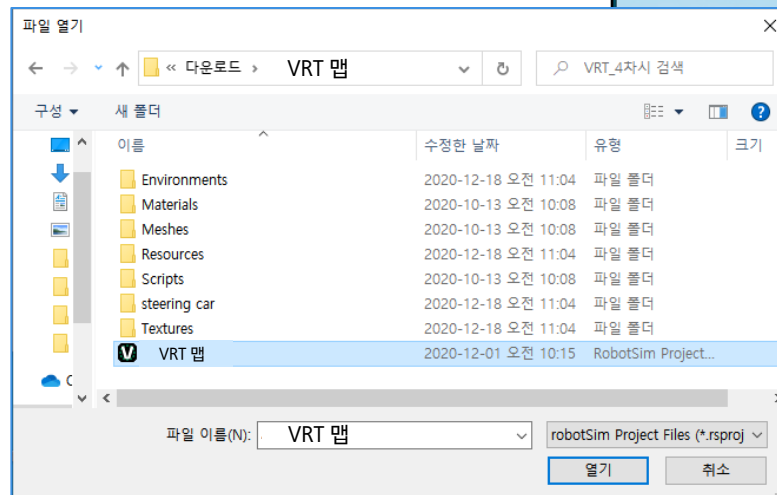 파일 열기
« 다운로드 › VRT 맵
VRT_4차시 검색
구성 새 폴더
이름 수정한 날짜 유형 크기
Environments 2020-12-18 오전 11:04 파일 폴더
Materials 2020-10-13 오전 10:08 파일 폴더
Meshes 2020-10-13 오전 10:08 파일 폴더
Resources 2020-12-18 오전 11:04 파일 폴더
Scripts 2020-10-13 오전 10:08 파일 폴더
steering car 2020-12-18 오전 11:04 파일 폴더
Textures 2020-12-18 오전 11:04 파일 폴더
VRT 맵 2020-12-01 오전 10:15 RobotSim Project...
파일 이름(N): VRT 맵
robotSim Project Files (*.rsproj
열기 취소